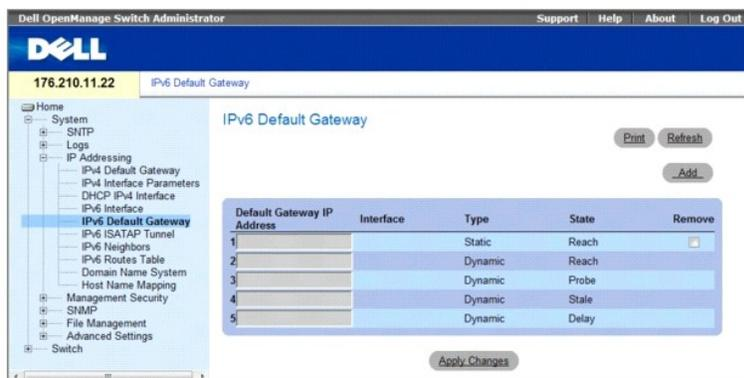 Dell OpenManage Switch Administrator Support Help About Log Out
DELL
176.210.11.22 IPv6 Default Gateway
Home
System
SNTP
Logs
IP Addressing
IPv4 Default Gateway
IPv4 Interface Parameters
DHCP IPv4 Interface
IPv6 Interface
IPv6 Default Gateway
IPv6 ISATAP Tunnel
IPv6 Neighbors
IPv6 Routes Table
Domain Name System
Host Name Mapping
Management Security
SNMP
File Management
Advanced Settings
Switch
IPv6 Default Gateway
Print Refresh
Add
Default Gateway IP Address Interface Type State Remove
1 Static Reach
2 Dynamic Reach
3 Dynamic Probe
4 Dynamic Stale
5 Dynamic Delay
Apply Changes